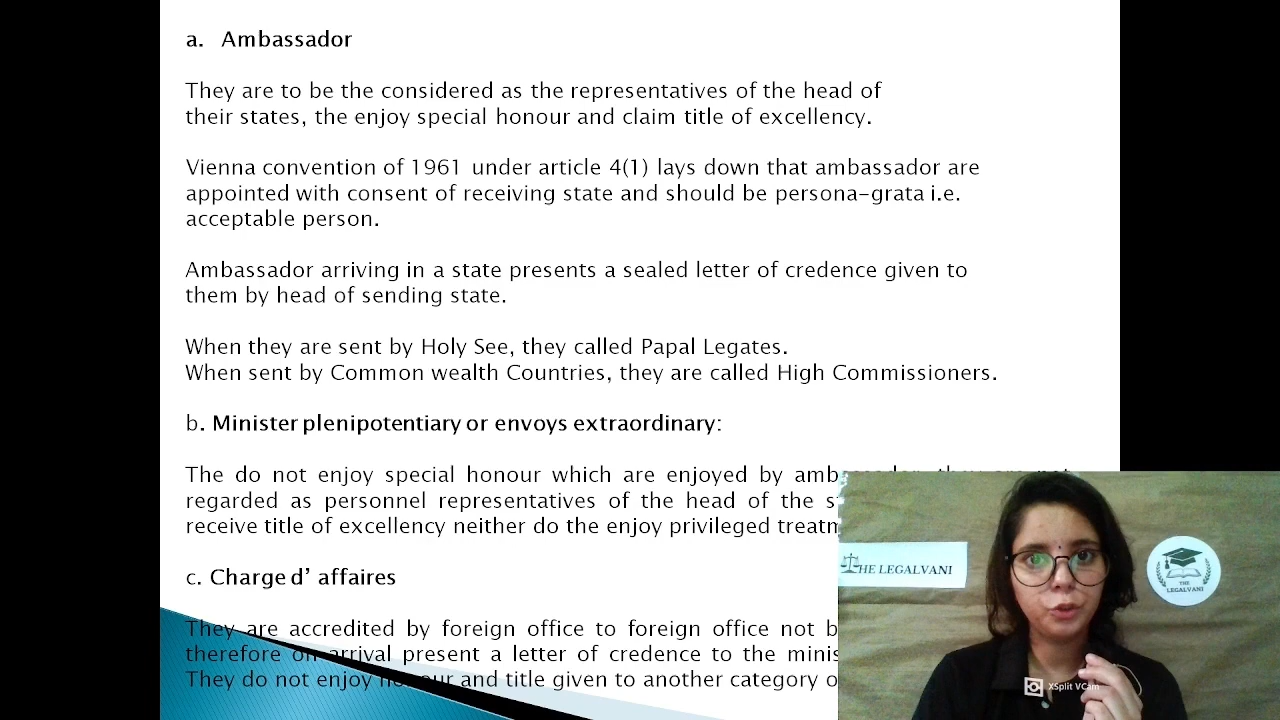 a. Ambassador
They are to be the considered as the representatives of the head of
their states, the enjoy special honour and claim title of excellency.
Vienna convention of 1961 under article 4(1) lays down that ambassador are
appointed with consent of receiving state and should be persona-grata i.e.
acceptable person.
Ambassador arriving in a state presents a sealed letter of credence given to
them by head of sending state.
When they are sent by Holy See, they called Papal Legates.
When sent by Common wealth Countries, they are called High Commissioners.
b. Minister plenipotentiary or envoys extraordinary:
The do not enjoy special honour which are enjoyed by
regarded as personnel representatives of the head of the
receive title of excellency neither do the enjoy privileged
c. Charge d' affaires
They are accredited by foreign office to foreign office not
therefore on arrival present a letter of credence to the
They do not enjoy honour and title given to another category
THE LEGALVANI
THE
LEGALVANI
XSplit VCam